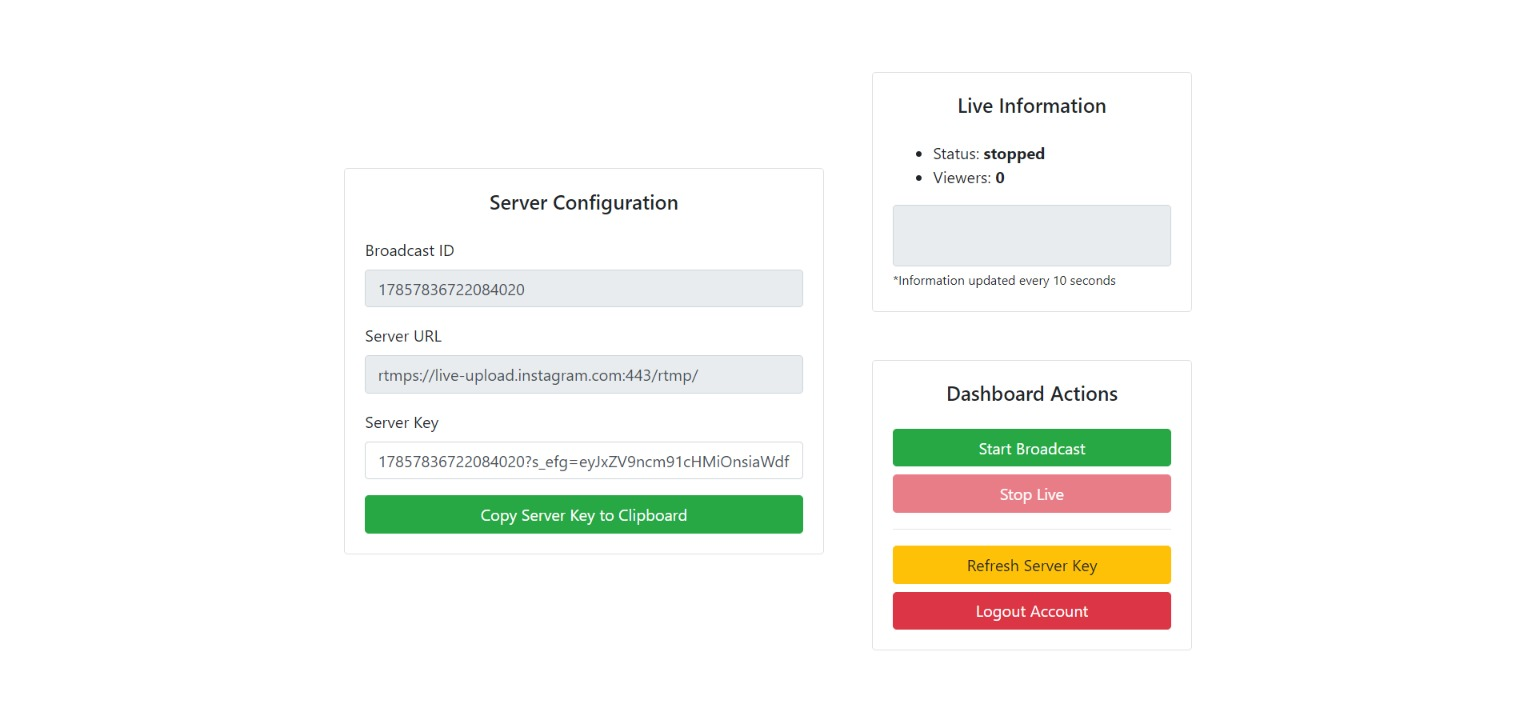 Server Configuration
Broadcast ID
17857836722084020
Server URL
rtmps://live-upload.instagram.com:443/rtmp/
Server Key
17857836722084020?s_efg=eyJxZV9ncm91cHMiOnsiaWdf
Copy Server Key to Clipboard
Live Information
Status: stopped
Viewers: 0
*Information updated every 10 seconds
Dashboard Actions
Start Broadcast
Stop Live
Refresh Server Key
Logout Account